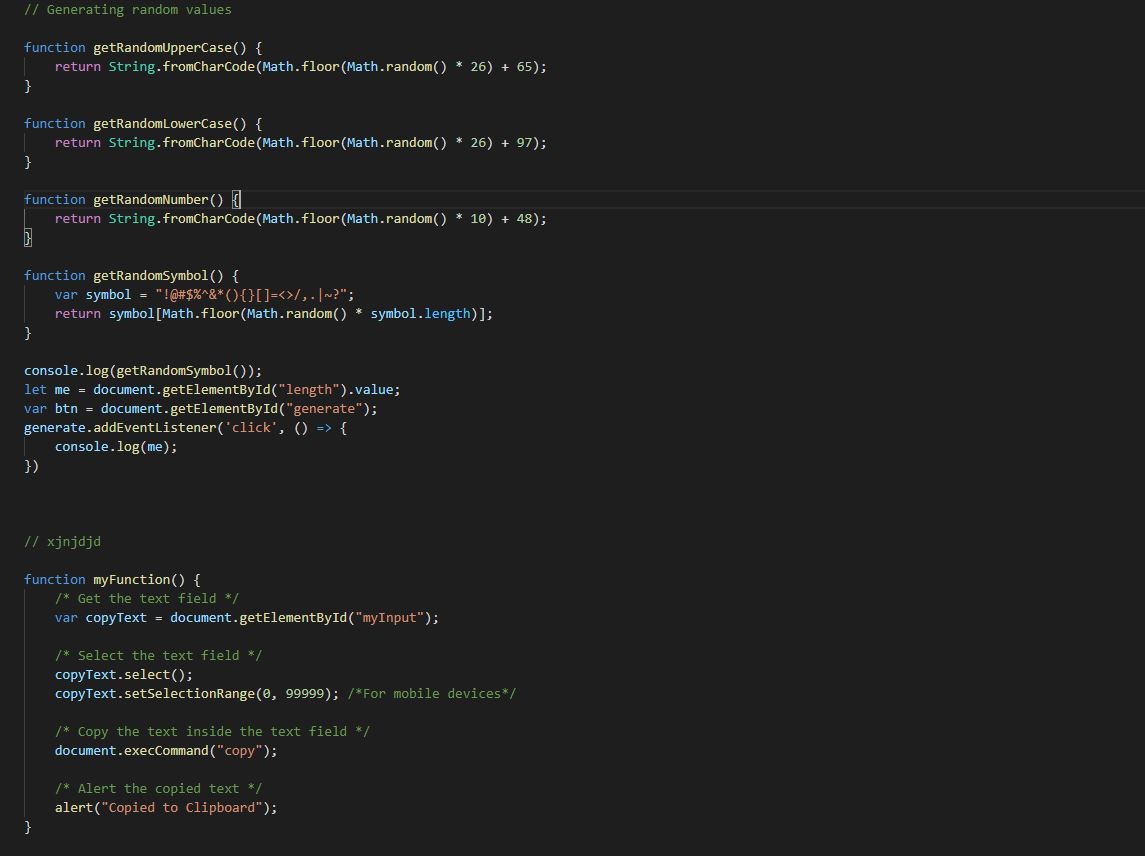 // Generating random values
function getRandomUpperCase() {
return String.fromCharCode(Math.floor(Math.random() * 26) + 65);
}
function getRandomLowerCase() {
return String.fromCharCode(Math.floor(Math.random() * 26) + 97);
}
function getRandomNumber() {
return String.fromCharCode(Math.floor(Math.random() * 10) + 48);
}
function getRandomSymbol() {
var symbol = "!@#$%^&*(){}[]=<>/,.|~?";
return symbol[Math.floor(Math.random() * symbol.length)];
}
console.log(getRandomSymbol());
let me = document.getElementById("length").value;
var btn = document.getElementById("generate");
generate.addEventListener('click', () => {
console.log(me);
})
// xjnjdjd
function myFunction() {
/* Get the text field */
var copyText = document.getElementById("myInput");
/* Select the text field */
copyText.select();
copyText.setSelectionRange(0, 99999); /*For mobile devices*/
/* Copy the text inside the text field */
document.execCommand("copy");
/* Alert the copied text */
alert("Copied to Clipboard");
}